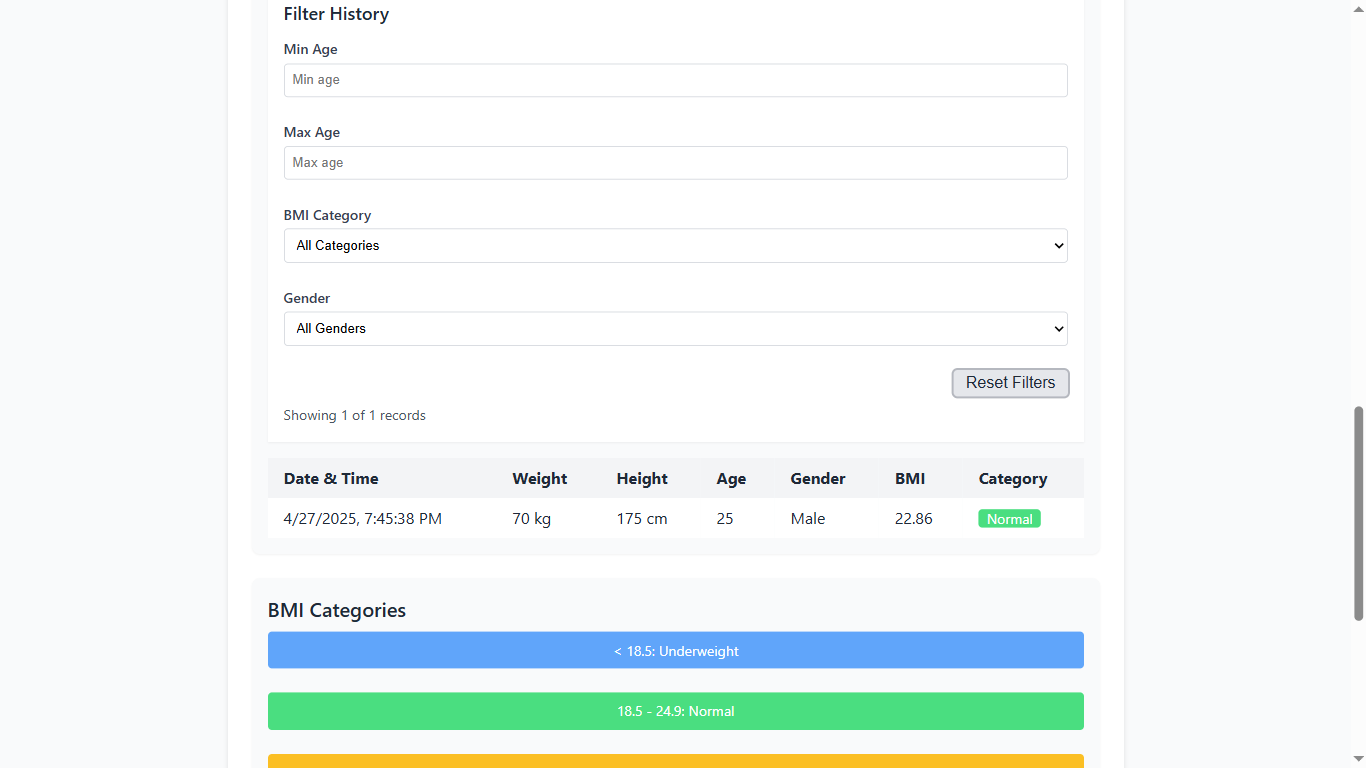 Filter History
Min Age
Min age
Max Age
Max age
BMI Category
All Categories
Gender
All Genders
Reset Filters
Showing 1 of 1 records
Date & Time Weight Height Age Gender BMI Category
4/27/2025, 7:45:38 PM 70 kg 175 cm 25 Male 22.86 Normal
BMI Categories
< 18.5: Underweight
18.5 - 24.9: Normal